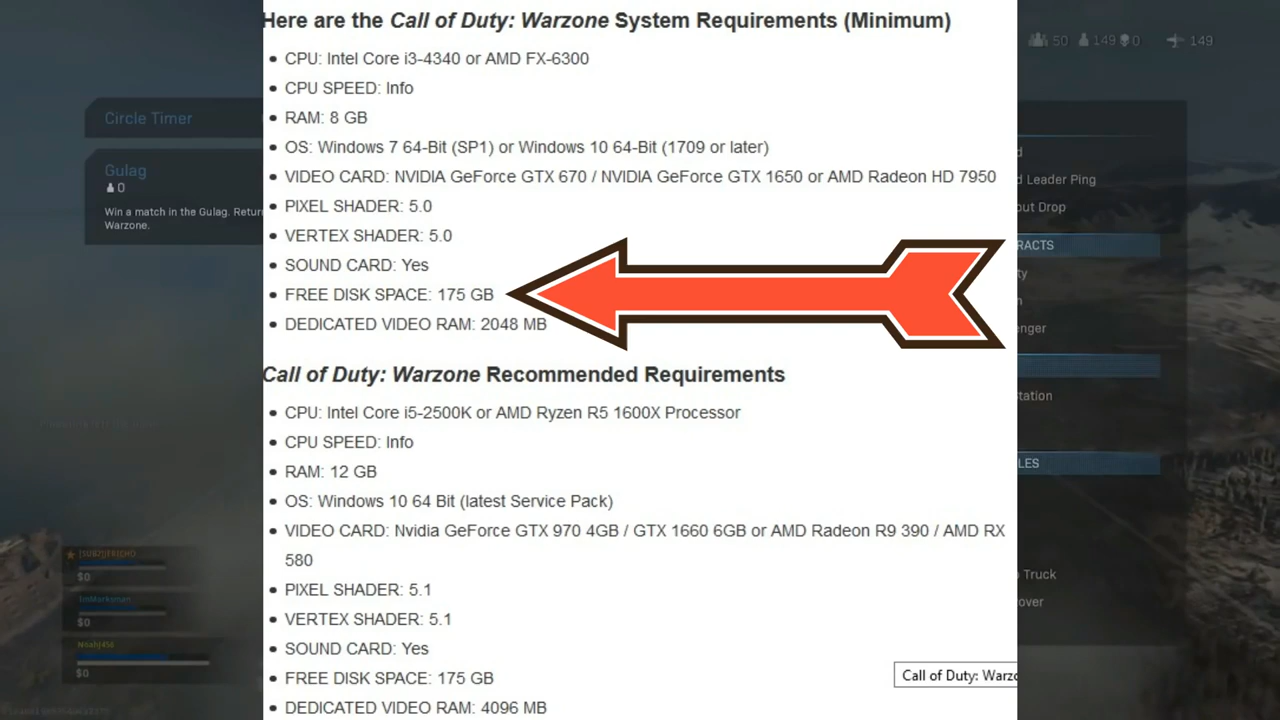 Here are the Call of Duty: Warzone System Requirements (Minimum)
CPU: Intel Core i3-4340 or AMD FX-6300
CPU SPEED: Info
RAM: 8 GB
OS: Windows 7 64-Bit (SP1) or Windows 10 64-Bit (1709 or later)
VIDEO CARD: NVIDIA GeForce GTX 670 / NVIDIA GeForce GTX 1650 or AMD Radeon HD 7950
PIXEL SHADER: 5.0
VERTEX SHADER: 5.0
SOUND CARD: Yes
FREE DISK SPACE: 175 GB
DEDICATED VIDEO RAM: 2048 MB
Call of Duty: Warzone Recommended Requirements
CPU: Intel Core i5-2500K or AMD Ryzen R5 1600X Processor
CPU SPEED: Info
RAM: 12 GB
OS: Windows 10 64 Bit (latest Service Pack)
VIDEO CARD: Nvidia GeForce GTX 970 4GB / GTX 1660 6GB or AMD Radeon R9 390 / AMD RX
580
PIXEL SHADER: 5.1
VERTEX SHADER: 5.1
SOUND CARD: Yes
FREE DISK SPACE: 175 GB
DEDICATED VIDEO RAM: 4096 MB
Call of Duty: Warzo
Circle Timer
Gulag
0
Win a match in the Gulag. Retur
Warzone.
$0
$0
Noahj456
$0
50 149 0 149
d
d Leader Ping
out Drop
RACTS
ty
n
enger
Station
LES
Truck
over